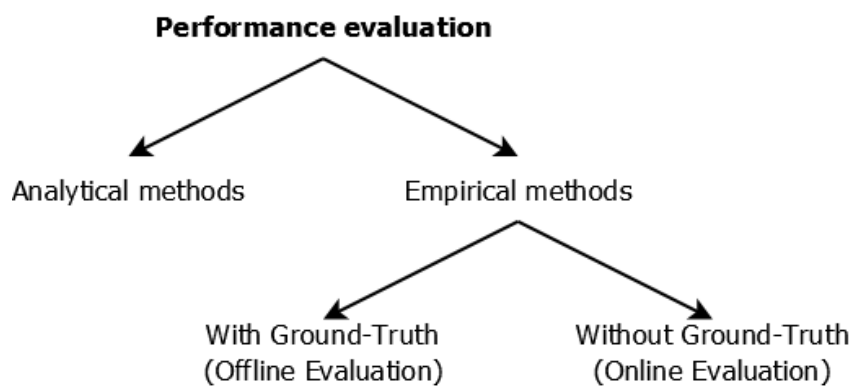 Performance evaluation
Analytical methods
Empirical methods
With Ground-Truth
(Offline Evaluation)
Without Ground-Truth
(Online Evaluation)